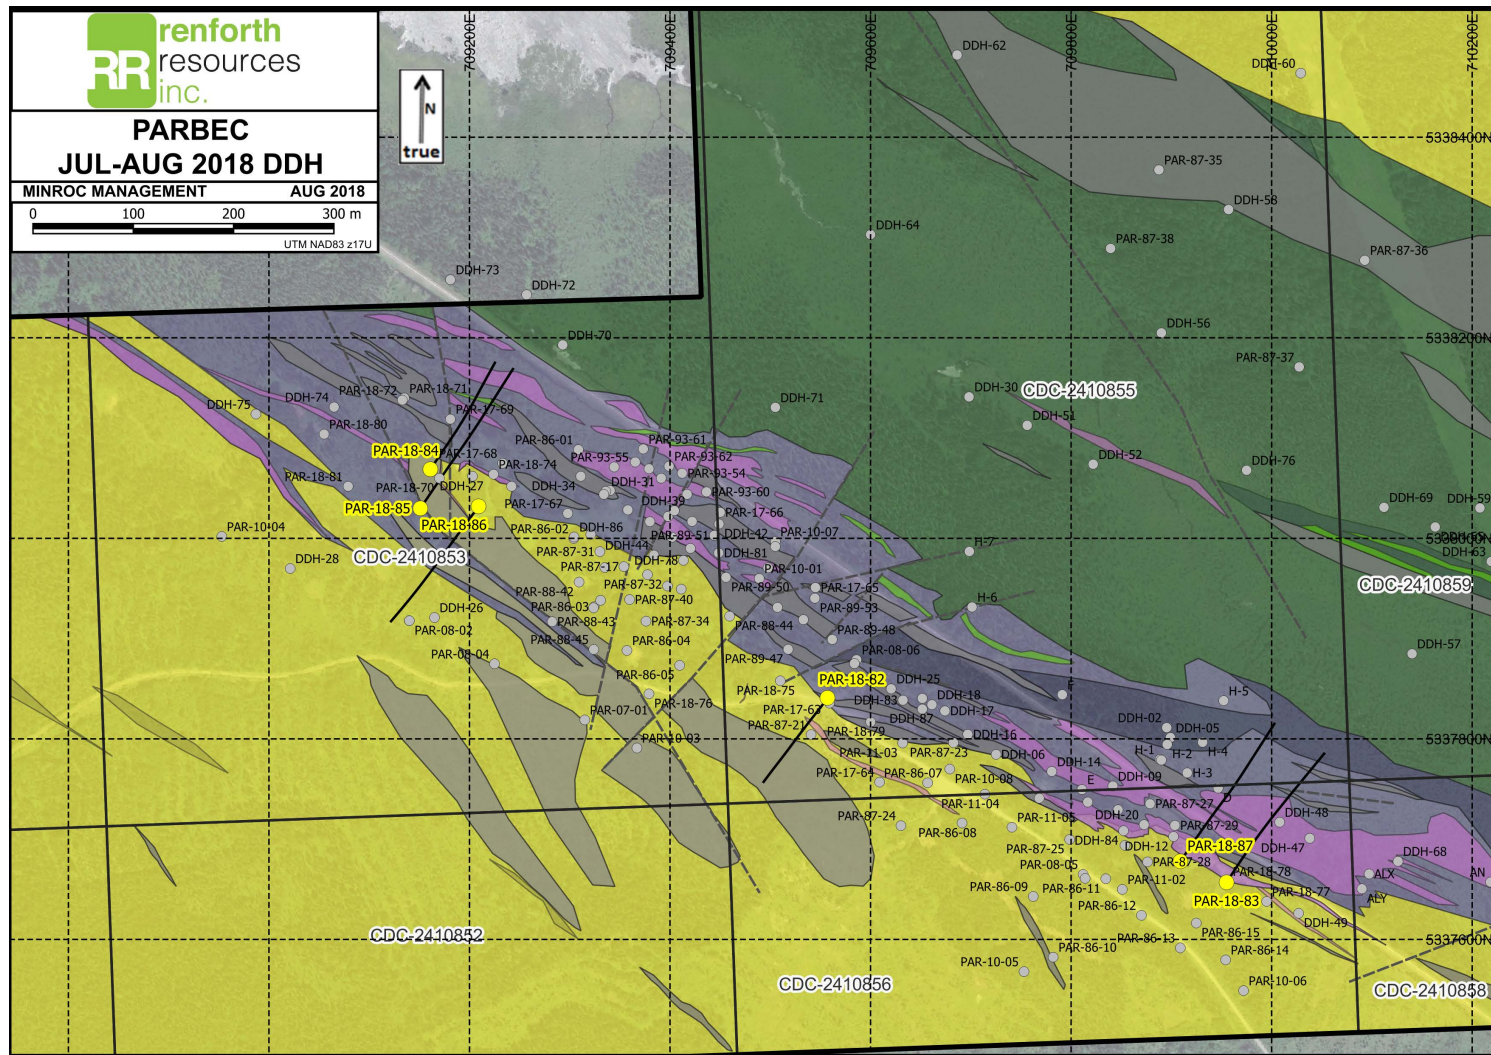 renforth
RR resources
inc.
PARBEC
JUL-AUG 2018 DDH
MINROC MANAGEMENT AUG 2018
0 100 200 300 m
UTM NAD83 z17U
N
true
709200E
709400E
709600E
709800E
710000E
710200E
DDH-62
DDH-60
5338400N
PAR-87-35
DDH-58
DDH-64
PAR-87-38
PAR-87-36
DDH-73
DDH-72
DDH-56
DDH-70
5338200N
PAR-87-37
PAR-18-72
PAR-18-71
DDH-30
CDC-2410855
DDH-75
DDH-74
PAR-17-69
DDH-71
DDH-51
PAR-18-80
PAR-86-01
PAR-93-61
PAR-18-84
PAR-17-68
PAR-93-55
PAR-93-62
DDH-52
DDH-76
PAR-18-74
PAR-93-54
PAR-18-81
PAR-18-70
DDH-27
DDH-34
DDH-31
PAR-93-60
PAR-18-85
PAR-17-67
DDH-39
PAR-17-66
DDH-69
DDH-59
PAR-18-86
PAR-10-04
PAR-86-02
DDH-86
PAR-89-51
DDH-42
PAR-10-07
5338000N
CDC-2410853
PAR-87-31
DDH-44
DDH-81
H-7
DDH-63
DDH-28
PAR-87-17
DDH-78
PAR-10-01
CDC-2410859
PAR-88-42
PAR-87-32
PAR-89-50
PAR-17-65
DDH-26
PAR-86-03
PAR-87-40
PAR-89-53
H-6
PAR-08-02
PAR-88-43
PAR-87-34
PAR-88-44
PAR-88-45
PAR-86-04
PAR-89-48
PAR-08-04
PAR-89-47
PAR-08-06
DDH-57
PAR-86-05
PAR-18-82
PAR-18-75
DDH-25
F
H-5
PAR-18-76
DDH-83
DDH-18
PAR-17-63
PAR-07-01
DDH-87
DDH-17
PAR-87-21
PAR-18-79
DDH-02
DDH-05
PAR-10-03
DDH-16
5337800N
PAR-11-03
PAR-87-23
DDH-06
H-1
H-2
H-4
PAR-17-64
PAR-86-07
PAR-10-08
DDH-14
H-3
E
DDH-09
D
PAR-11-04
PAR-87-27
PAR-87-24
PAR-86-08
PAR-11-05
DDH-20
PAR-87-29
DDH-48
PAR-87-25
DDH-84
DDH-12
PAR-18-87
DDH-47
PAR-08-05
PAR-87-28
DDH-68
PAR-18-78
ALX
AN
PAR-86-09
PAR-86-11
PAR-11-02
PAR-18-77
PAR-18-83
ALY
PAR-86-12
DDH-49
CDC-2410852
PAR-86-13
PAR-86-15
5337600N
PAR-86-10
PAR-86-14
PAR-10-05
CDC-2410856
PAR-10-06
CDC-2410858